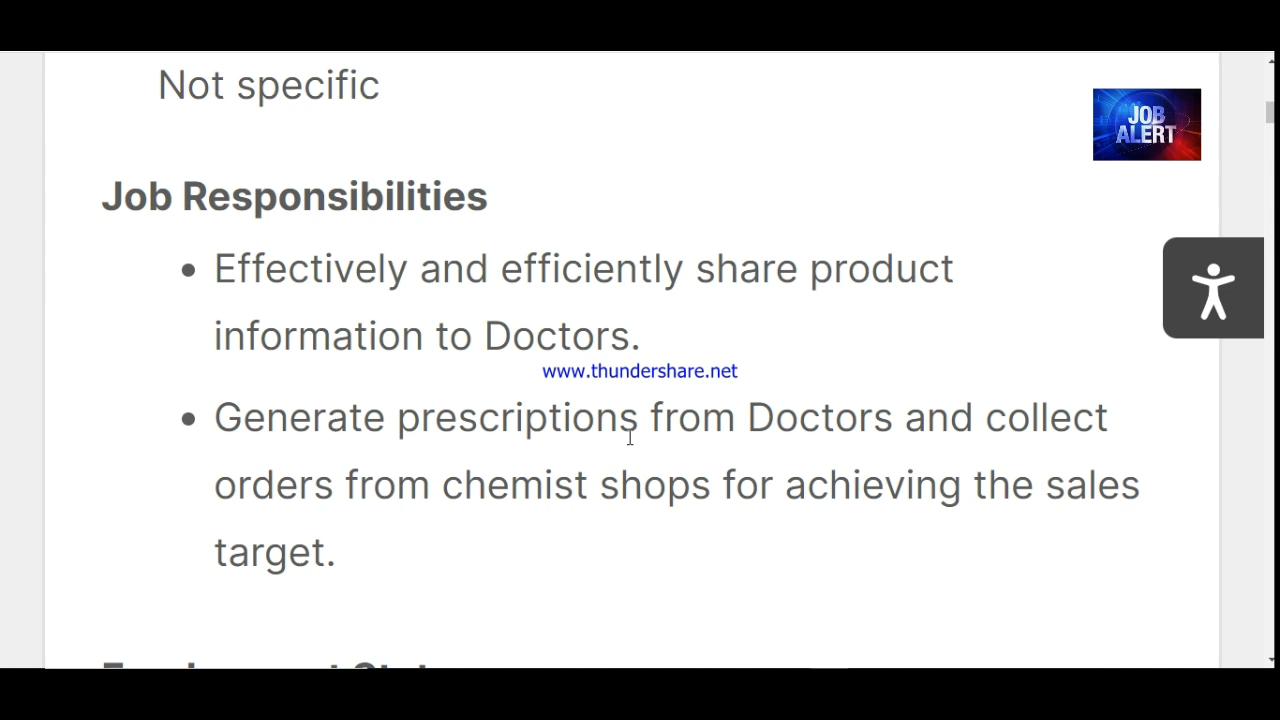 Not specific
JOB
ALERT
Job Responsibilities
• Effectively and efficiently share product
information to Doctors.
www.thundershare.net
• Generate prescriptions from Doctors and collect
orders from chemist shops for achieving the sales
target.